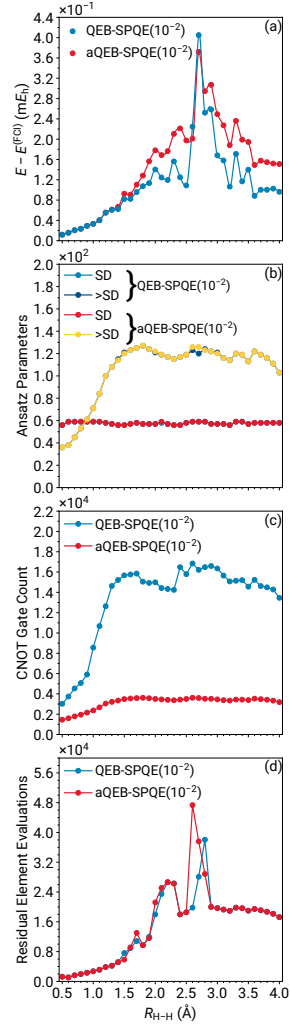 ×10⁻¹
(a)
QEB-SPQE(10⁻²)
aQEB-SPQE(10⁻²)
4.4
4.0
3.6
3.2
2.8
2.4
2.0
1.6
1.2
0.8
0.4
0.0
E − E⁽ᶠᶜᴵ⁾ (mEₕ)
×10²
(b)
SD
>SD
QEB-SPQE(10⁻²)
SD
>SD
aQEB-SPQE(10⁻²)
2.0
1.8
1.6
1.4
1.2
1.0
0.8
0.6
0.4
0.2
0.0
Ansatz Parameters
×10⁴
(c)
QEB-SPQE(10⁻²)
aQEB-SPQE(10⁻²)
2.0
1.8
1.6
1.4
1.2
1.0
0.8
0.6
0.4
0.2
0.0
CNOT Gate Count
×10⁴
(d)
QEB-SPQE(10⁻²)
aQEB-SPQE(10⁻²)
5.6
4.8
4.0
3.2
2.4
1.6
0.8
0.0
Residual Element Evaluations
0.5 1.0 1.5 2.0 2.5 3.0 3.5 4.0
R_H–H (Å)